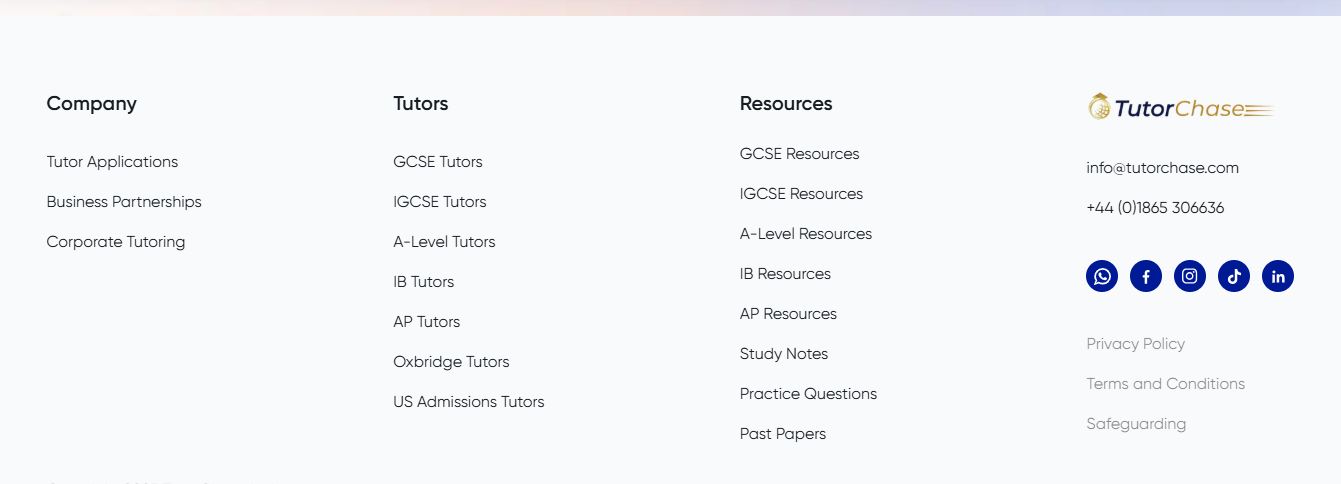 Company
Tutor Applications
Business Partnerships
Corporate Tutoring
Tutors
GCSE Tutors
IGCSE Tutors
A-Level Tutors
IB Tutors
AP Tutors
Oxbridge Tutors
US Admissions Tutors
Resources
GCSE Resources
IGCSE Resources
A-Level Resources
IB Resources
AP Resources
Study Notes
Practice Questions
Past Papers
TutorChase
info@tutorchase.com
+44 (0)1865 306636
in
Privacy Policy
Terms and Conditions
Safeguarding